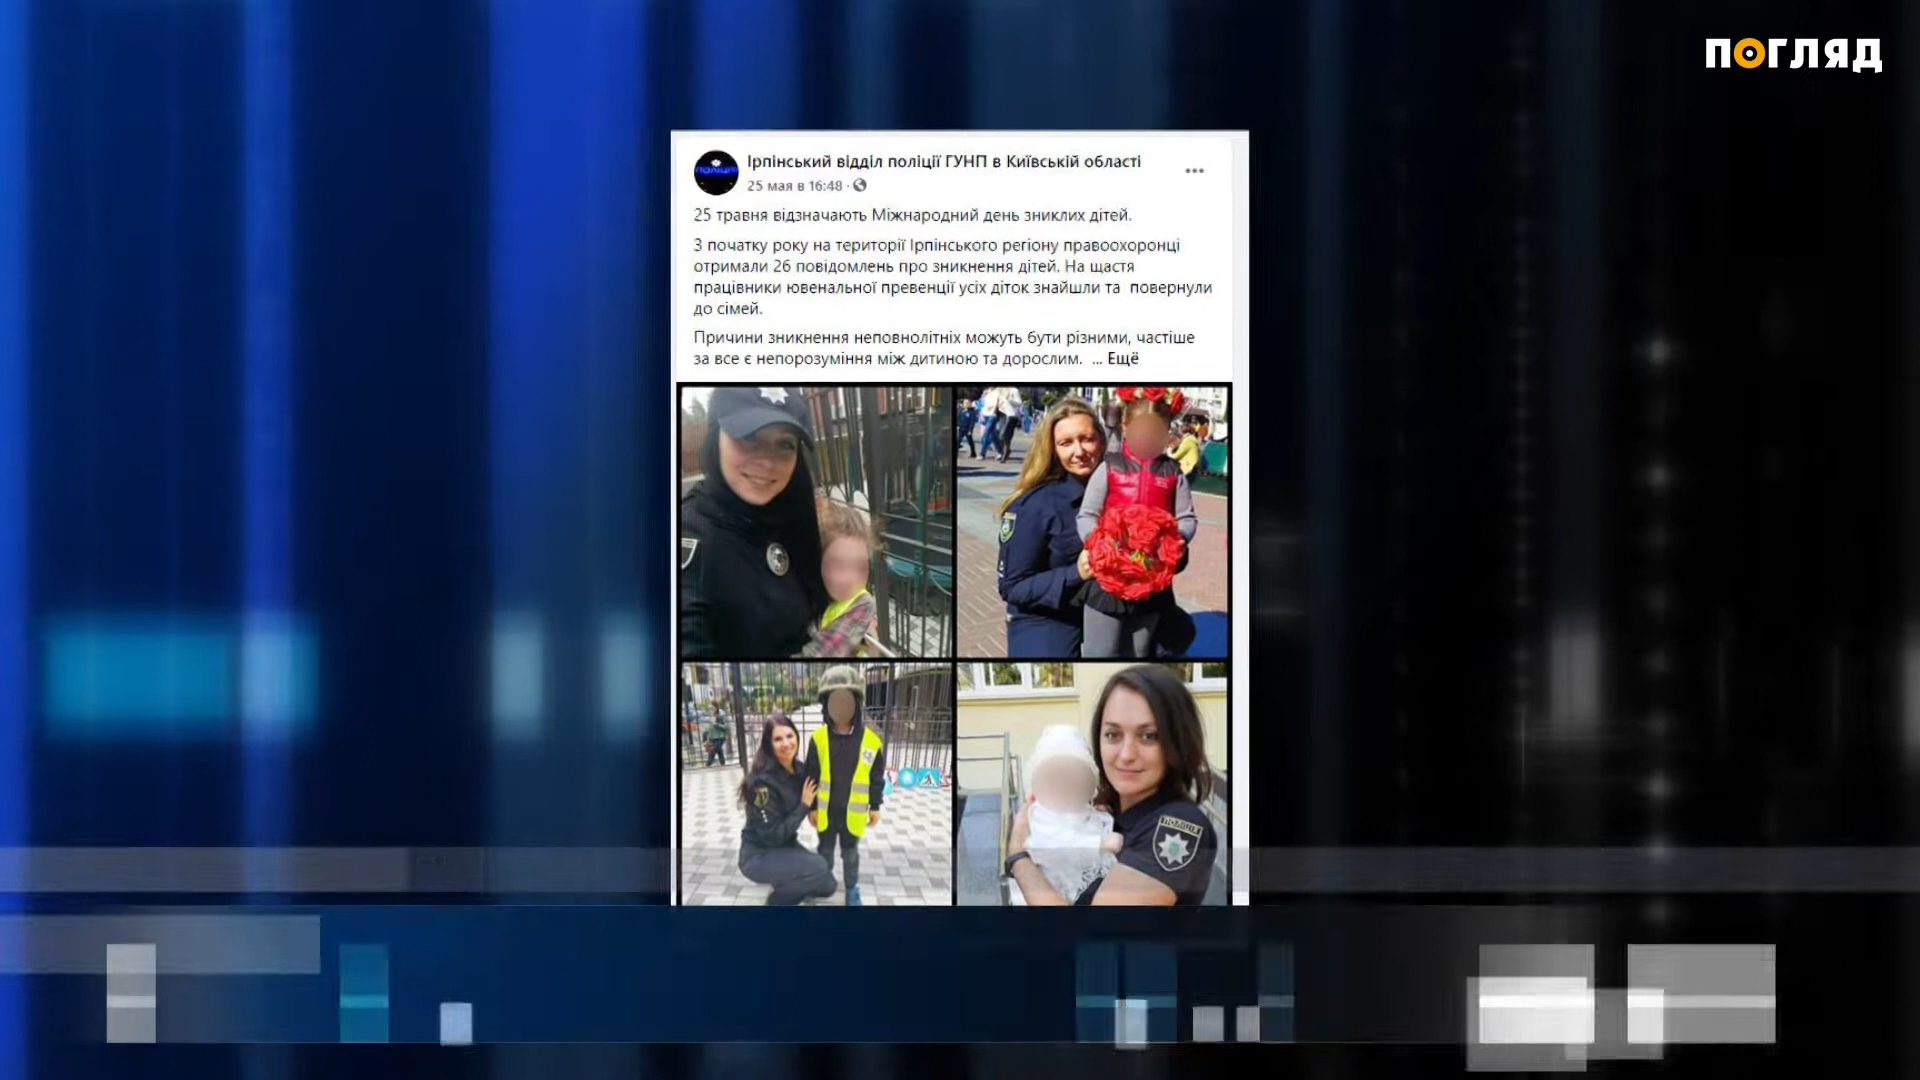 ПОГЛЯД
Ірпінський відділ поліції ГУНП в Київській області
25 мая в 16:48 ·
25 травня відзначають Міжнародний день зниклих дітей.
З початку року на території Ірпінського регіону правоохоронці
отримали 26 повідомлень про зникнення дітей. На щастя
працівники ювенальної превенції усіх діток знайшли та повернули
до сімей.
Причини зникнення неповнолітніх можуть бути різними, частіше
за все є непорозуміння між дитиною та дорослим. ... Ещё
ПОЛІЦІЯ